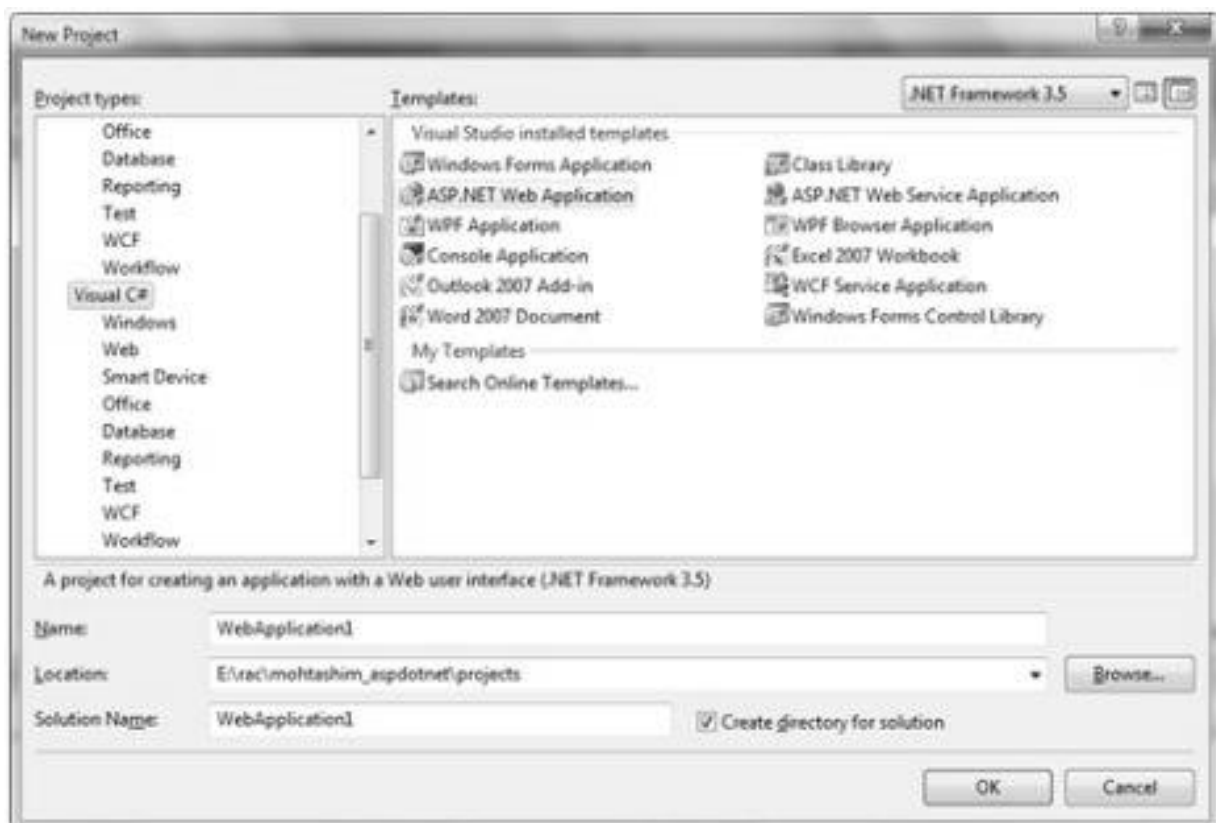 New Project
Project types:
Templates:
.NET Framework 3.5
Office
Database
Reporting
Test
WCF
Workflow
Visual C#
Windows
Web
Smart Device
Office
Database
Reporting
Test
WCF
Workflow
Visual Studio installed templates
Windows Forms Application
ASP.NET Web Application
WPF Application
Console Application
Outlook 2007 Add-in
Word 2007 Document
Class Library
ASP.NET Web Service Application
WPF Browser Application
Excel 2007 Workbook
WCF Service Application
Windows Forms Control Library
My Templates
Search Online Templates...
A project for creating an application with a Web user interface (.NET Framework 3.5)
Name: WebApplication1
Location: E:\rac\mohtashim_aspdotnet\projects
Browse...
Solution Name: WebApplication1
Create directory for solution
OK
Cancel